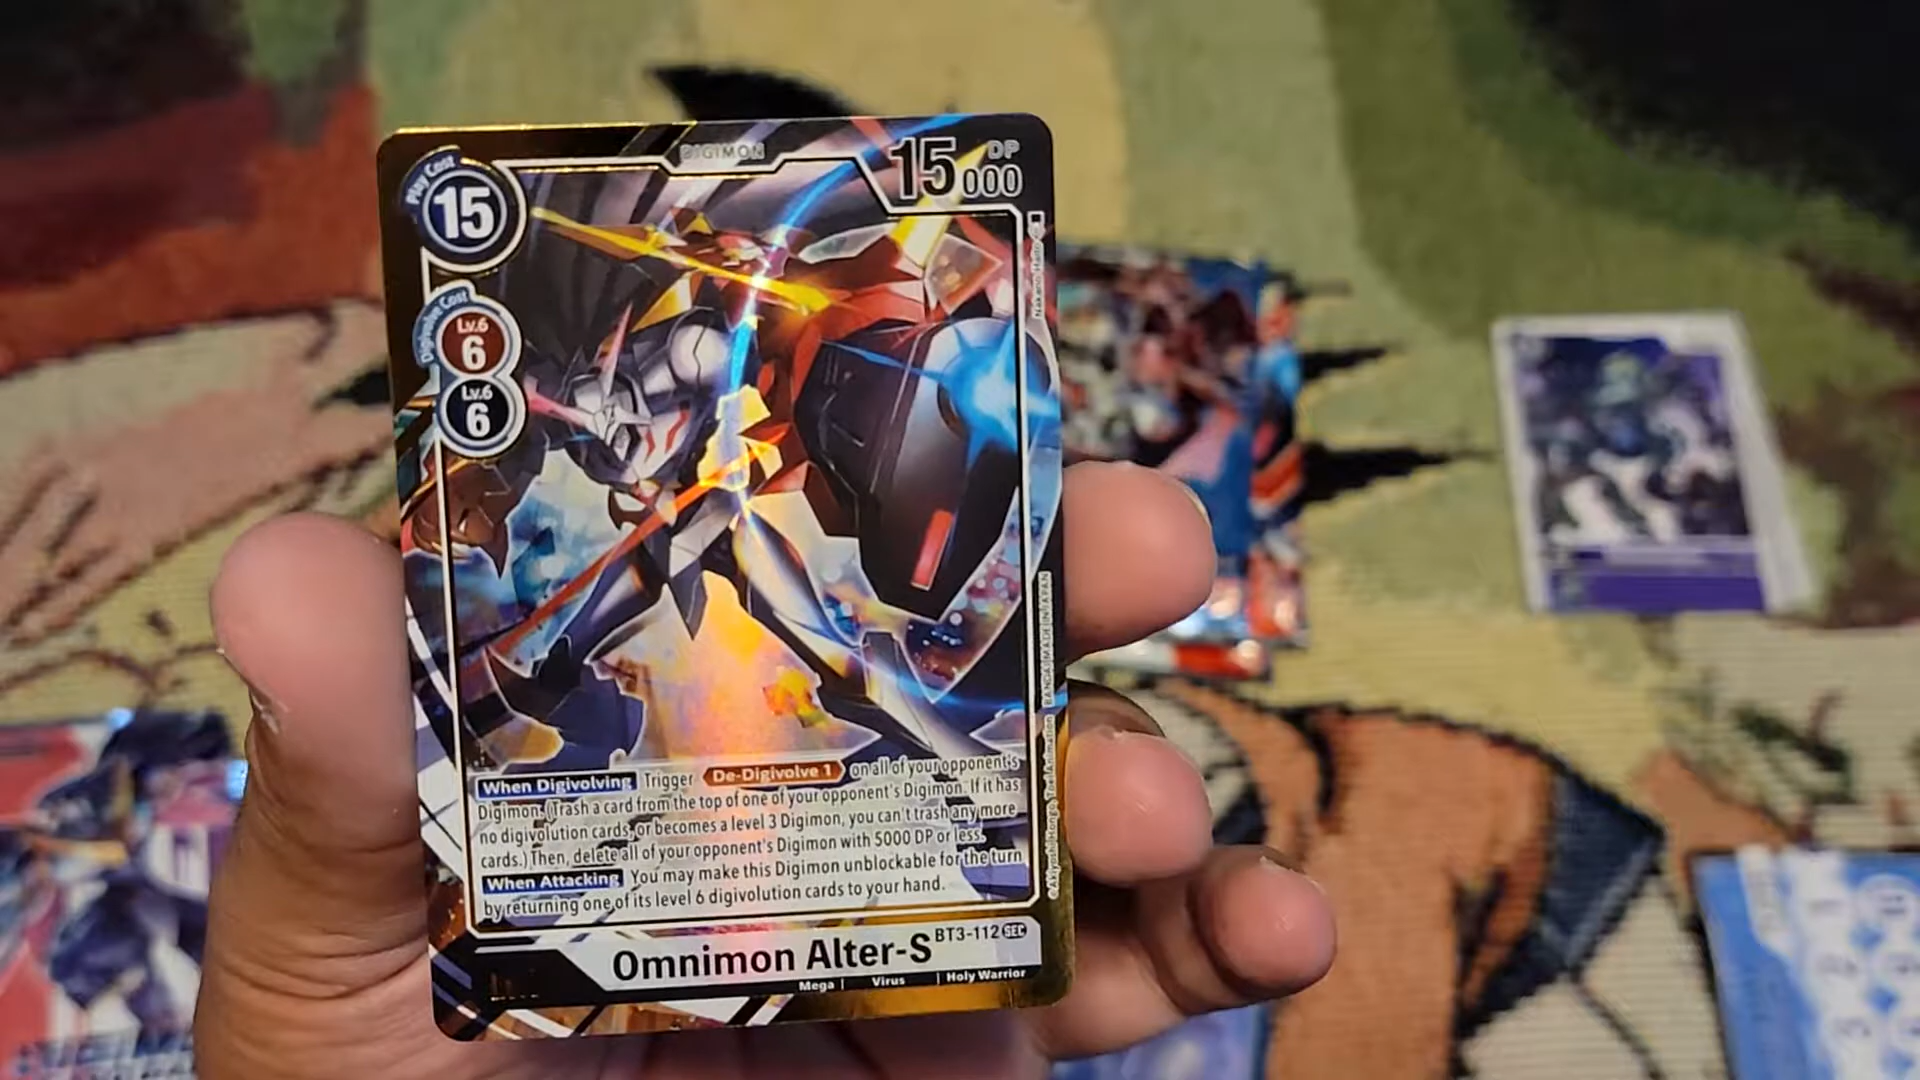 DIGIMON
Play Cost
15
15000
DP
Digivolve Cost
Lv.6
6
Lv.6
6
When Digivolving Trigger De-Digivolve 1 on all of your opponent's
Digimon. (Trash a card from the top of one of your opponent's Digimon. If it has
no digivolution cards, or becomes a level 3 Digimon, you can't trash any more
cards.) Then, delete all of your opponent's Digimon with 5000 DP or less.
When Attacking You may make this Digimon unblockable for the turn
by returning one of its level 6 digivolution cards to your hand.
BANDAI MADE IN JAPAN
©Akiyoshi Hongo, Toei Animation
Omnimon Alter-S
BT3-112 SEC
Mega | Virus | Holy Warrior